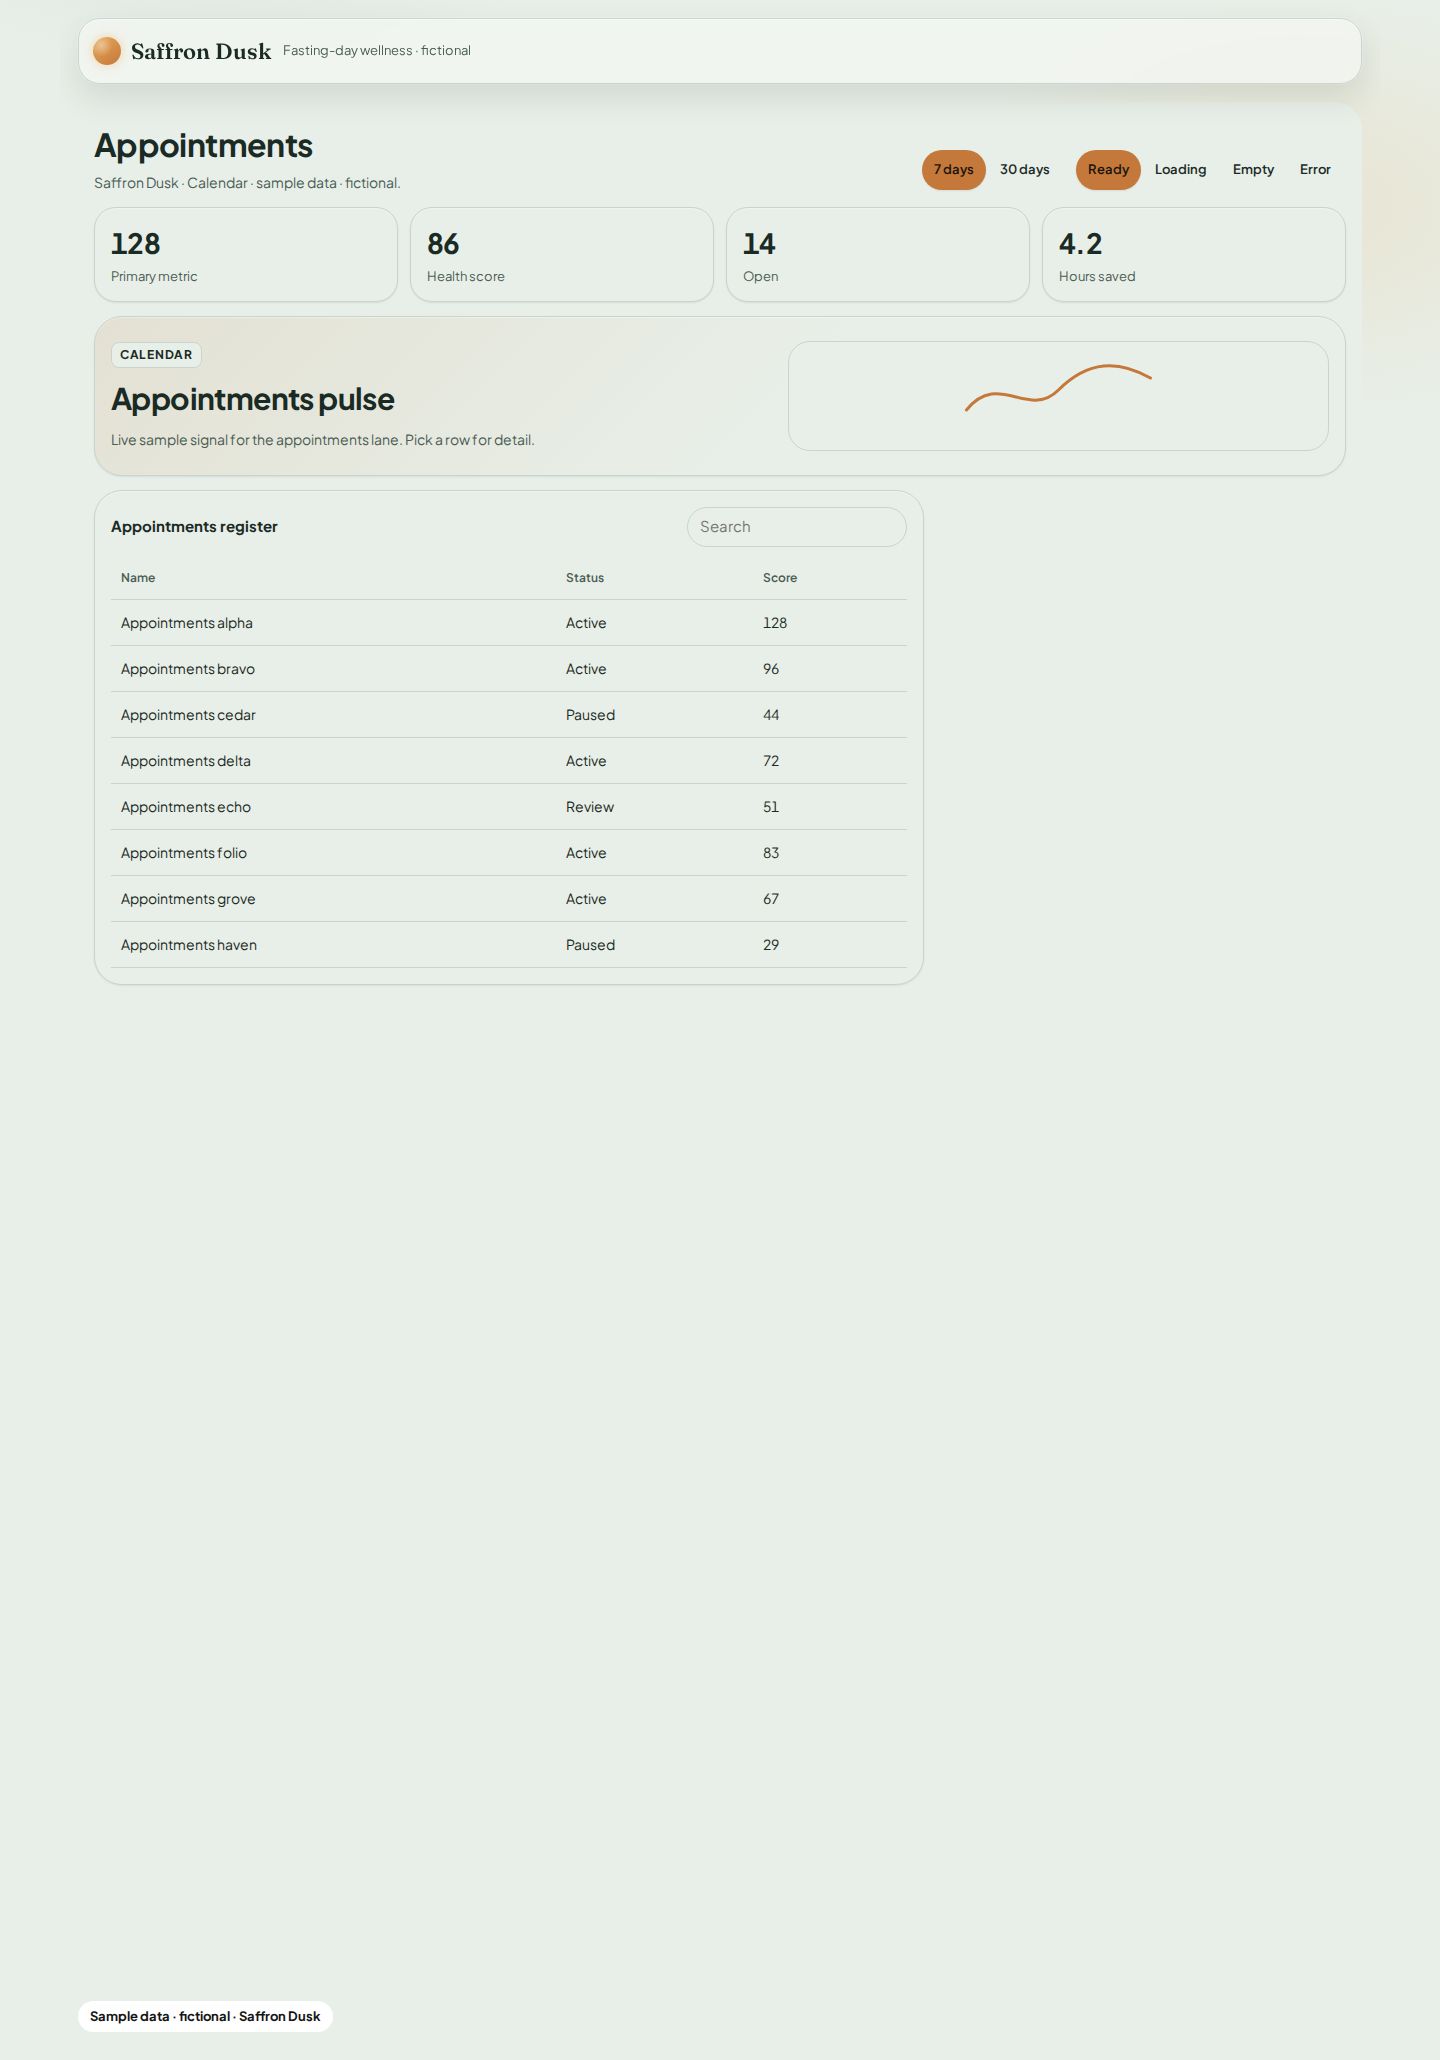 Saffron Dusk Fasting-day wellness · fictional
Appointments
Saffron Dusk · Calendar · sample data · fictional.
7 days 30 days Ready Loading Empty Error
128 86 14 4.2
Primary metric Health score Open Hours saved
CALENDAR
Appointments pulse
Live sample signal for the appointments lane. Pick a row for detail.
Appointments register Search
Name Status Score
Appointments alpha Active 128
Appointments bravo Active 96
Appointments cedar Paused 44
Appointments delta Active 72
Appointments echo Review 51
Appointments folio Active 83
Appointments grove Active 67
Appointments haven Paused 29
Sample data · fictional · Saffron Dusk